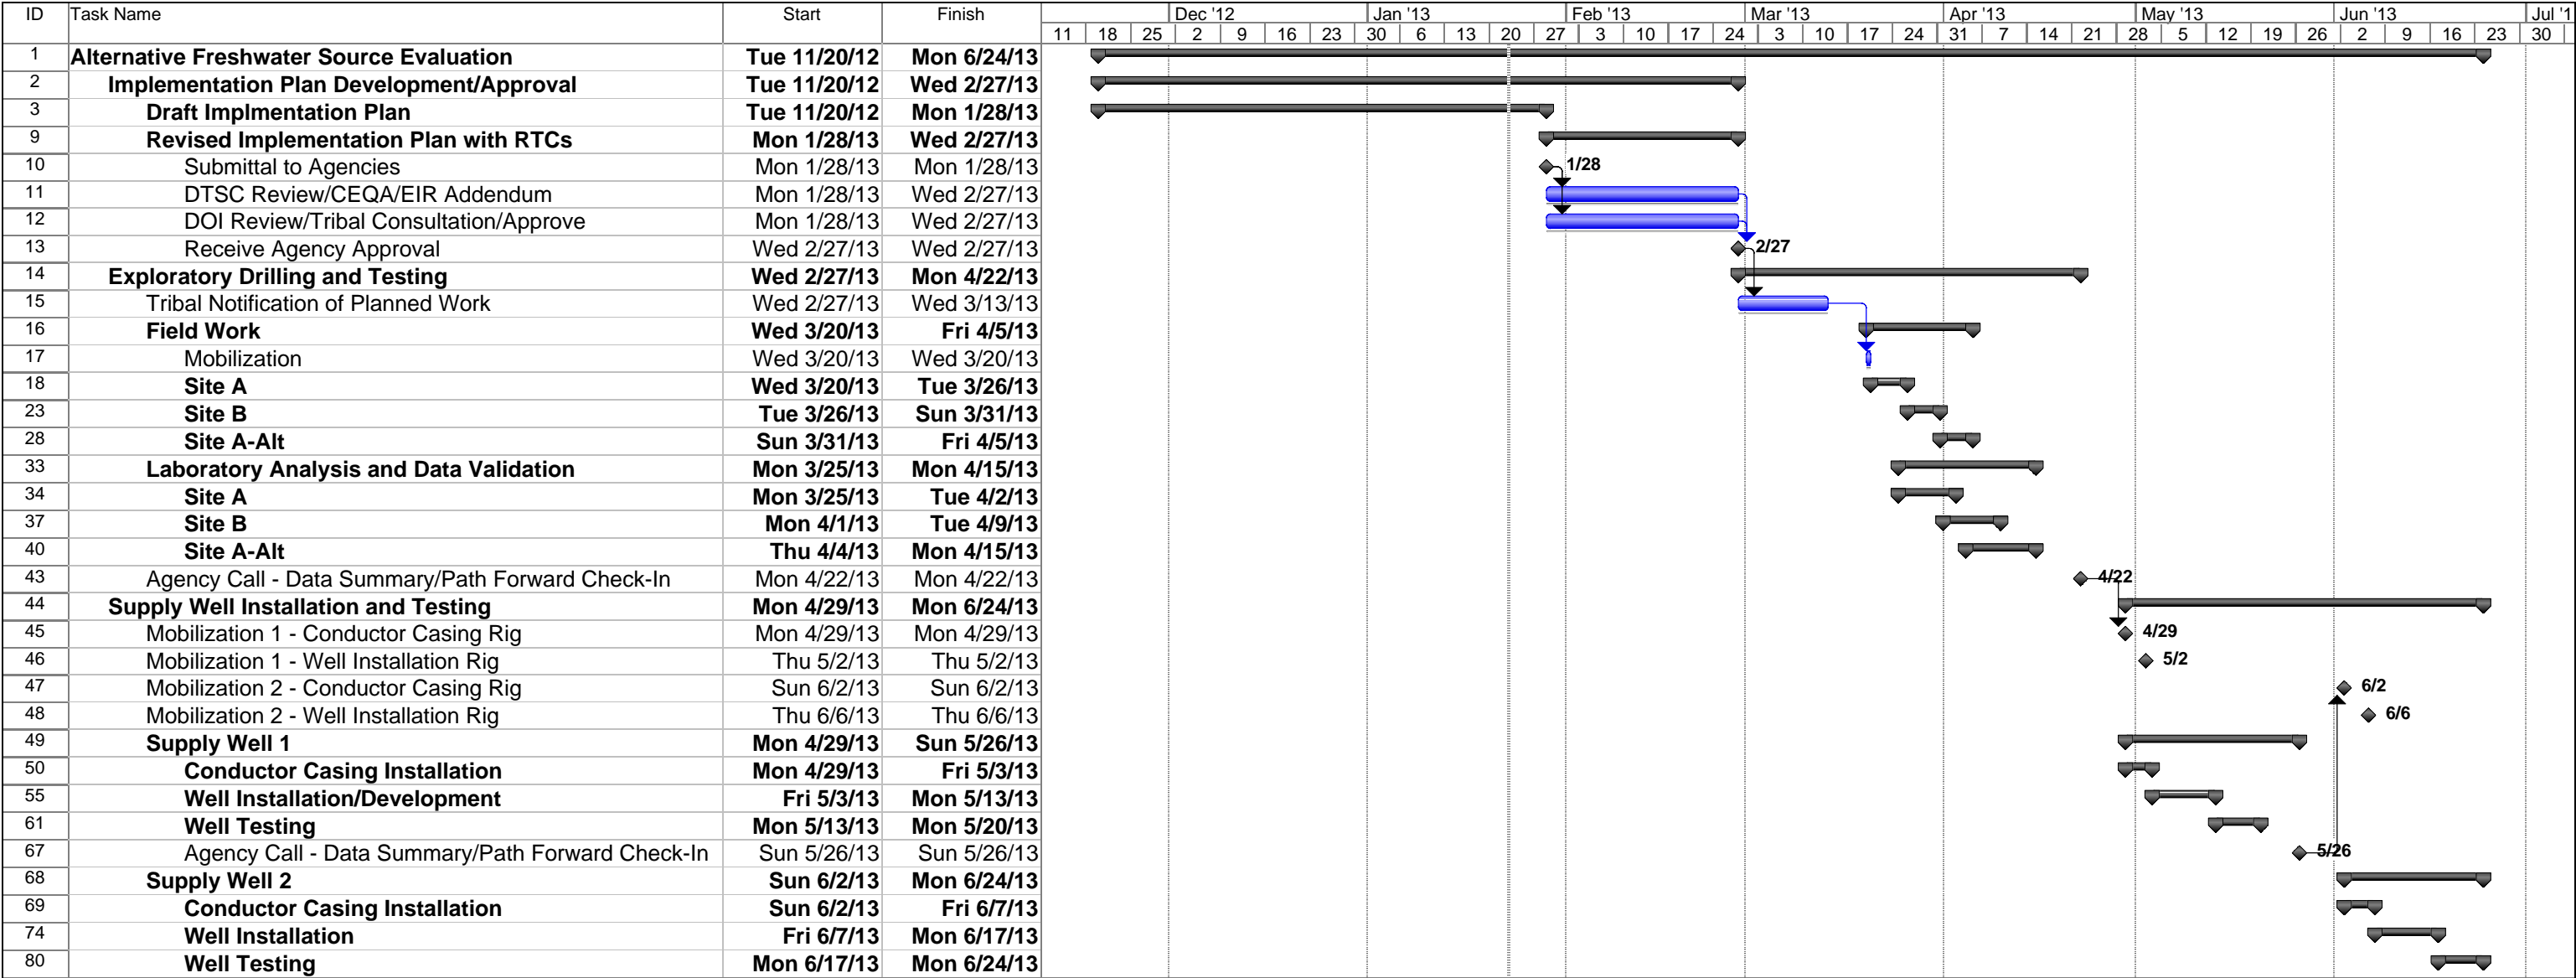 ID Task Name Start Finish Dec '12 Jan '13 Feb '13 Mar '13 Apr '13 May '13 Jun '13 Jul '1
11 18 25 2 9 16 23 30 6 13 20 27 3 10 17 24 3 10 17 24 31 7 14 21 28 5 12 19 26 2 9 16 23 30
1 Alternative Freshwater Source Evaluation Tue 11/20/12 Mon 6/24/13
2 Implementation Plan Development/Approval Tue 11/20/12 Wed 2/27/13
3 Draft Implmentation Plan Tue 11/20/12 Mon 1/28/13
9 Revised Implementation Plan with RTCs Mon 1/28/13 Wed 2/27/13
10 Submittal to Agencies Mon 1/28/13 Mon 1/28/13 1/28
11 DTSC Review/CEQA/EIR Addendum Mon 1/28/13 Wed 2/27/13
12 DOI Review/Tribal Consultation/Approve Mon 1/28/13 Wed 2/27/13
13 Receive Agency Approval Wed 2/27/13 Wed 2/27/13 2/27
14 Exploratory Drilling and Testing Wed 2/27/13 Mon 4/22/13
15 Tribal Notification of Planned Work Wed 2/27/13 Wed 3/13/13
16 Field Work Wed 3/20/13 Fri 4/5/13
17 Mobilization Wed 3/20/13 Wed 3/20/13
18 Site A Wed 3/20/13 Tue 3/26/13
23 Site B Tue 3/26/13 Sun 3/31/13
28 Site A-Alt Sun 3/31/13 Fri 4/5/13
33 Laboratory Analysis and Data Validation Mon 3/25/13 Mon 4/15/13
34 Site A Mon 3/25/13 Tue 4/2/13
37 Site B Mon 4/1/13 Tue 4/9/13
40 Site A-Alt Thu 4/4/13 Mon 4/15/13
43 Agency Call - Data Summary/Path Forward Check-In Mon 4/22/13 Mon 4/22/13 4/22
44 Supply Well Installation and Testing Mon 4/29/13 Mon 6/24/13
45 Mobilization 1 - Conductor Casing Rig Mon 4/29/13 Mon 4/29/13 4/29
46 Mobilization 1 - Well Installation Rig Thu 5/2/13 Thu 5/2/13 5/2
47 Mobilization 2 - Conductor Casing Rig Sun 6/2/13 Sun 6/2/13 6/2
48 Mobilization 2 - Well Installation Rig Thu 6/6/13 Thu 6/6/13 6/6
49 Supply Well 1 Mon 4/29/13 Sun 5/26/13
50 Conductor Casing Installation Mon 4/29/13 Fri 5/3/13
55 Well Installation/Development Fri 5/3/13 Mon 5/13/13
61 Well Testing Mon 5/13/13 Mon 5/20/13
67 Agency Call - Data Summary/Path Forward Check-In Sun 5/26/13 Sun 5/26/13 5/26
68 Supply Well 2 Sun 6/2/13 Mon 6/24/13
69 Conductor Casing Installation Sun 6/2/13 Fri 6/7/13
74 Well Installation Fri 6/7/13 Mon 6/17/13
80 Well Testing Mon 6/17/13 Mon 6/24/13